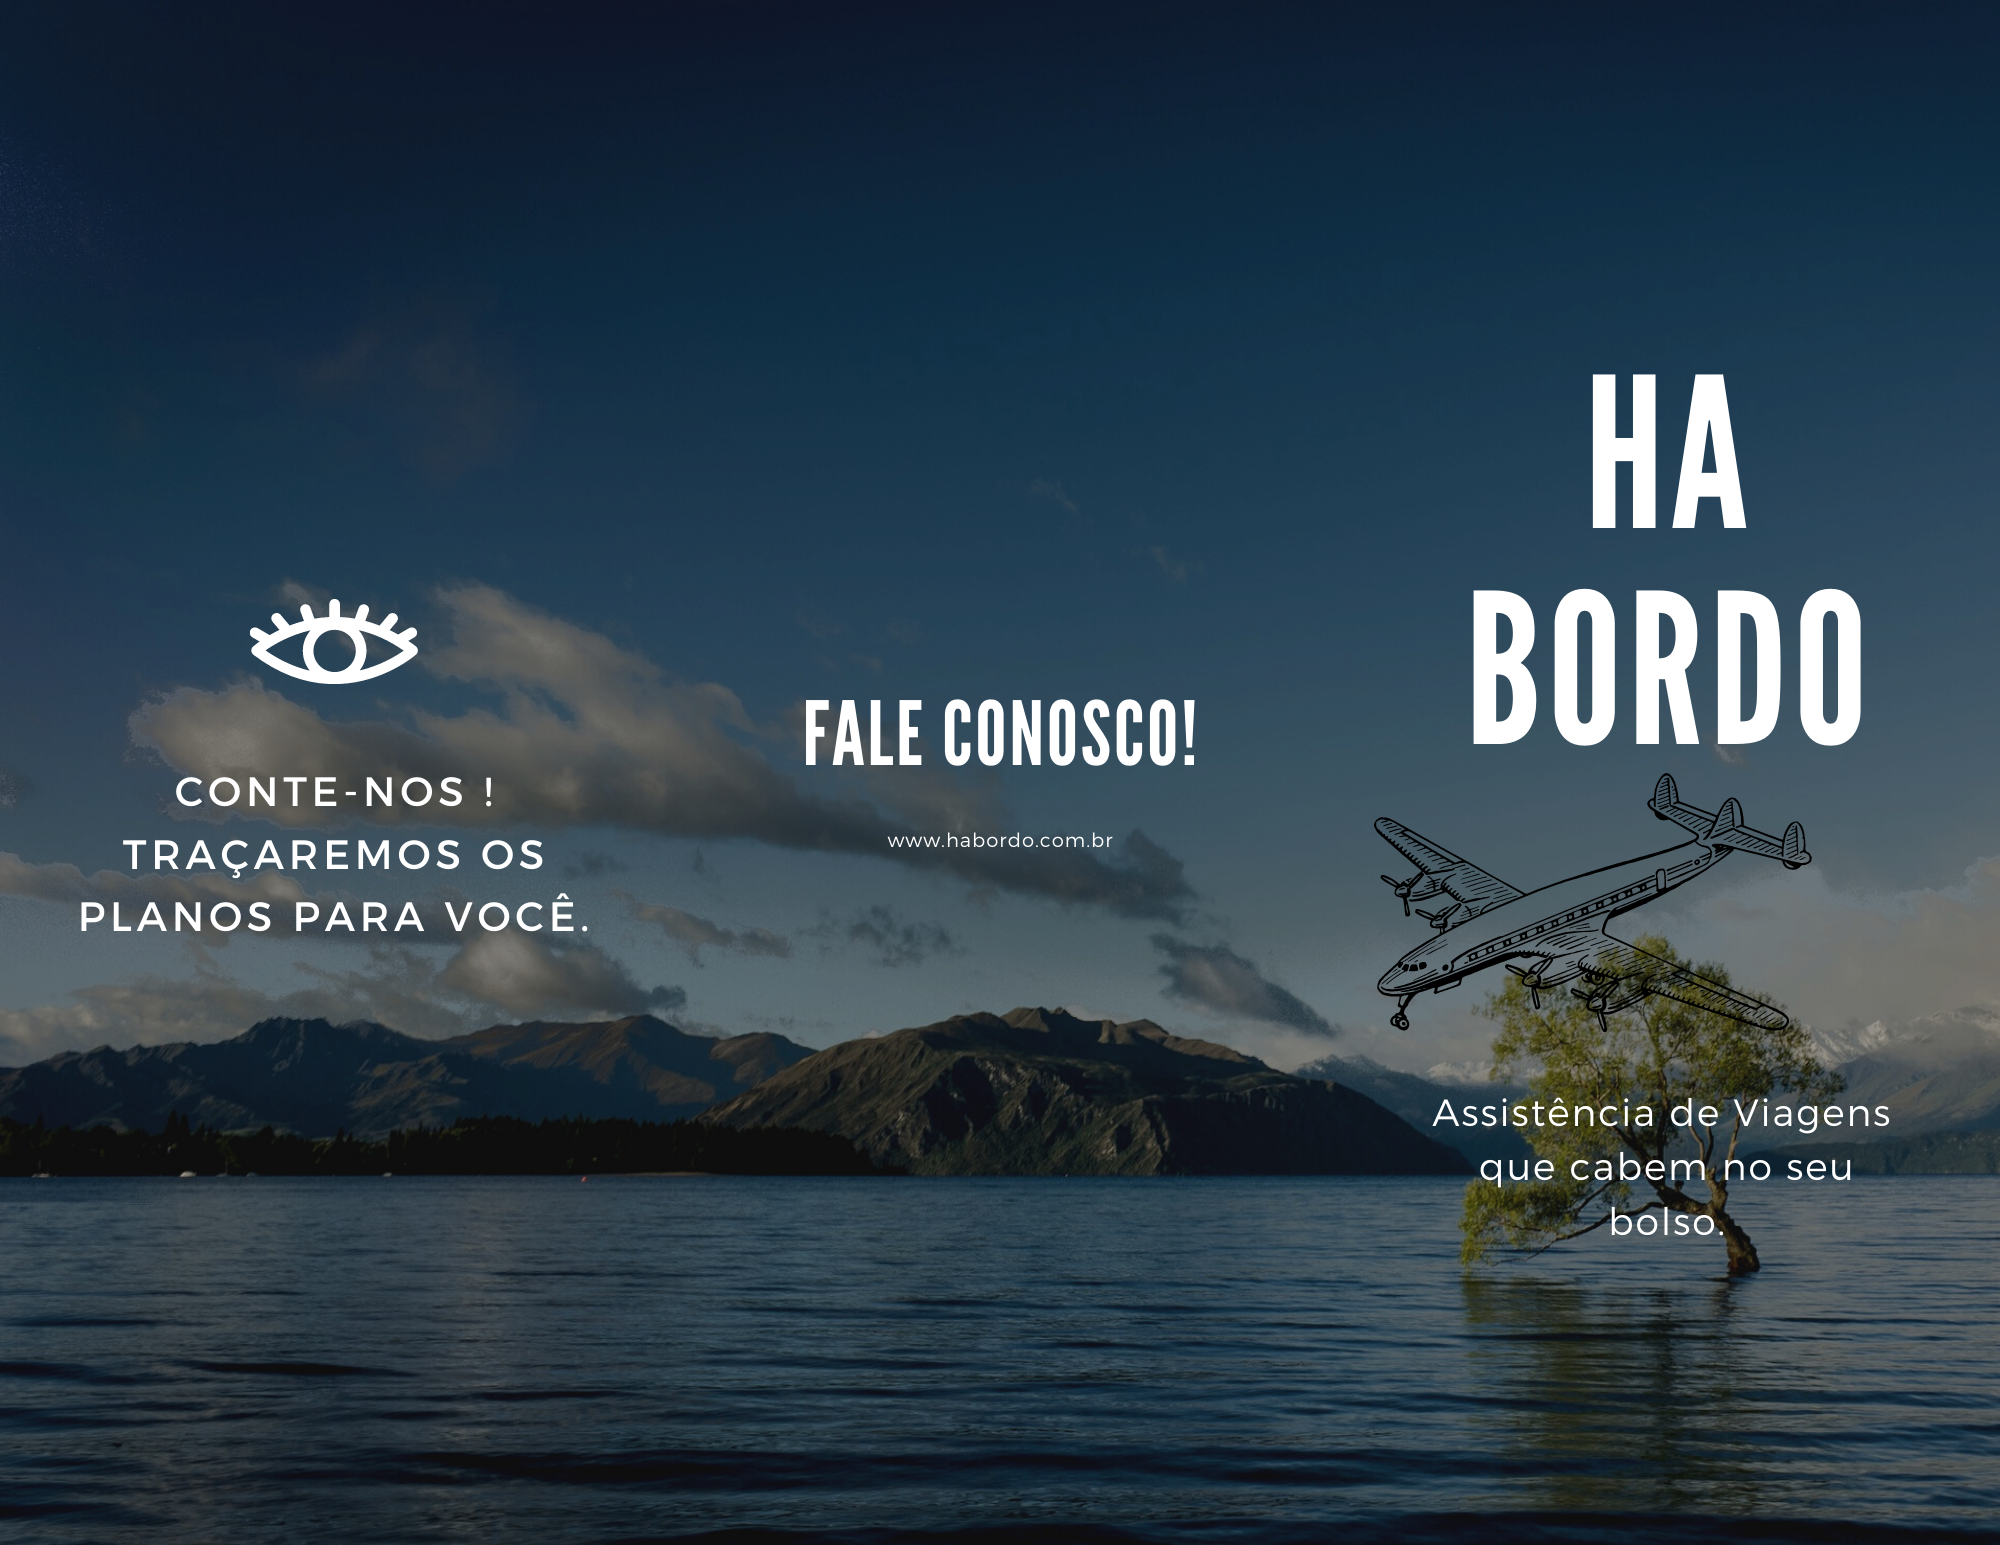 CONTE-NOS !
TRAÇAREMOS OS
PLANOS PARA VOCÊ.
FALE CONOSCO!
www.habordo.com.br
HA
BORDO
Assistência de Viagens
que cabem no seu
bolso.